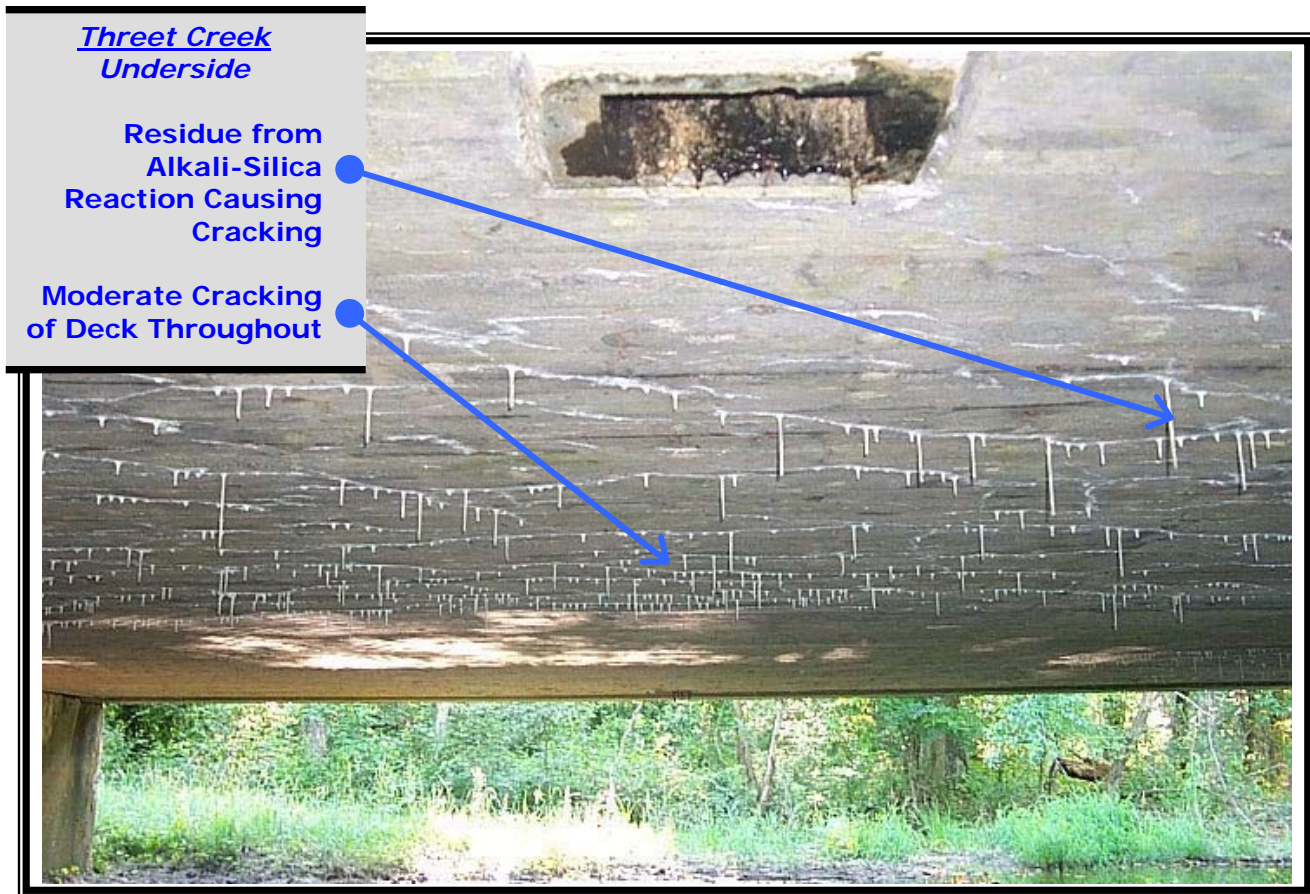 Threet Creek
Underside
Residue from
Alkali-Silica
Reaction Causing
Cracking
Moderate Cracking
of Deck Throughout